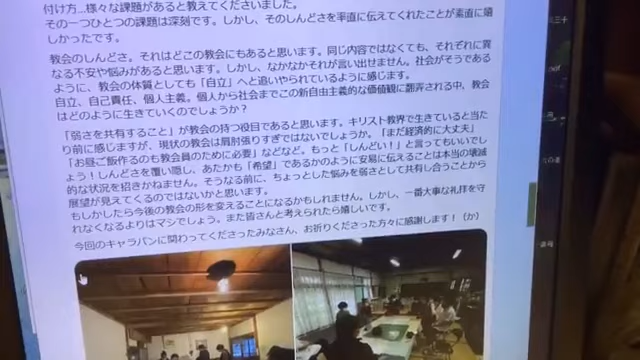 付け方…様々な課題があると教えてくださいました。
その一つひとつの課題は深刻です。しかし、そのしんどさを率直に伝えてくれたことが素直に嬉
しかったです。
教会のしんどさ。それはどこの教会にもあると思います。同じ内容ではなくても、それぞれに異
なる不安や悩みがあると思います。しかし、なかなかそれが言い出せません。社会がそうである
ように、教会の体質としても「自立」へと追いやられているように感じます。
自立、自己責任、個人主義。個人から社会までこの新自由主義的な価値観に翻弄される中、教会
はどのように生きていくのでしょうか？
「弱さを共有すること」が教会の持つ役目であると思います。キリスト教界で生きていると当た
り前に感じますが、現状の教会は肩肘張りすぎではないでしょうか。「まだ経済的に大丈夫」
「お昼ご飯作るのも教会員のために必要」などなど。もっと「しんどい！」と言ってもいいでし
ょう！しんどさを覆い隠し、あたかも「希望」であるかのように安易に伝えることは本当の壊滅
的な状況を招きかねません。そうなる前に、ちょっとした悩みを弱さとして共有し合うことから
展望が見えてくるのではないかと思います。
もしかしたら今後の教会の形を変えることになるかもしれません。しかし、一番大事な礼拝を守
れなくなるよりはマシでしょう。また皆さんと考えられたら嬉しいです。
今回のキャラバンに関わってくださったみなさん、お祈りくださった方々に感謝します！（か）